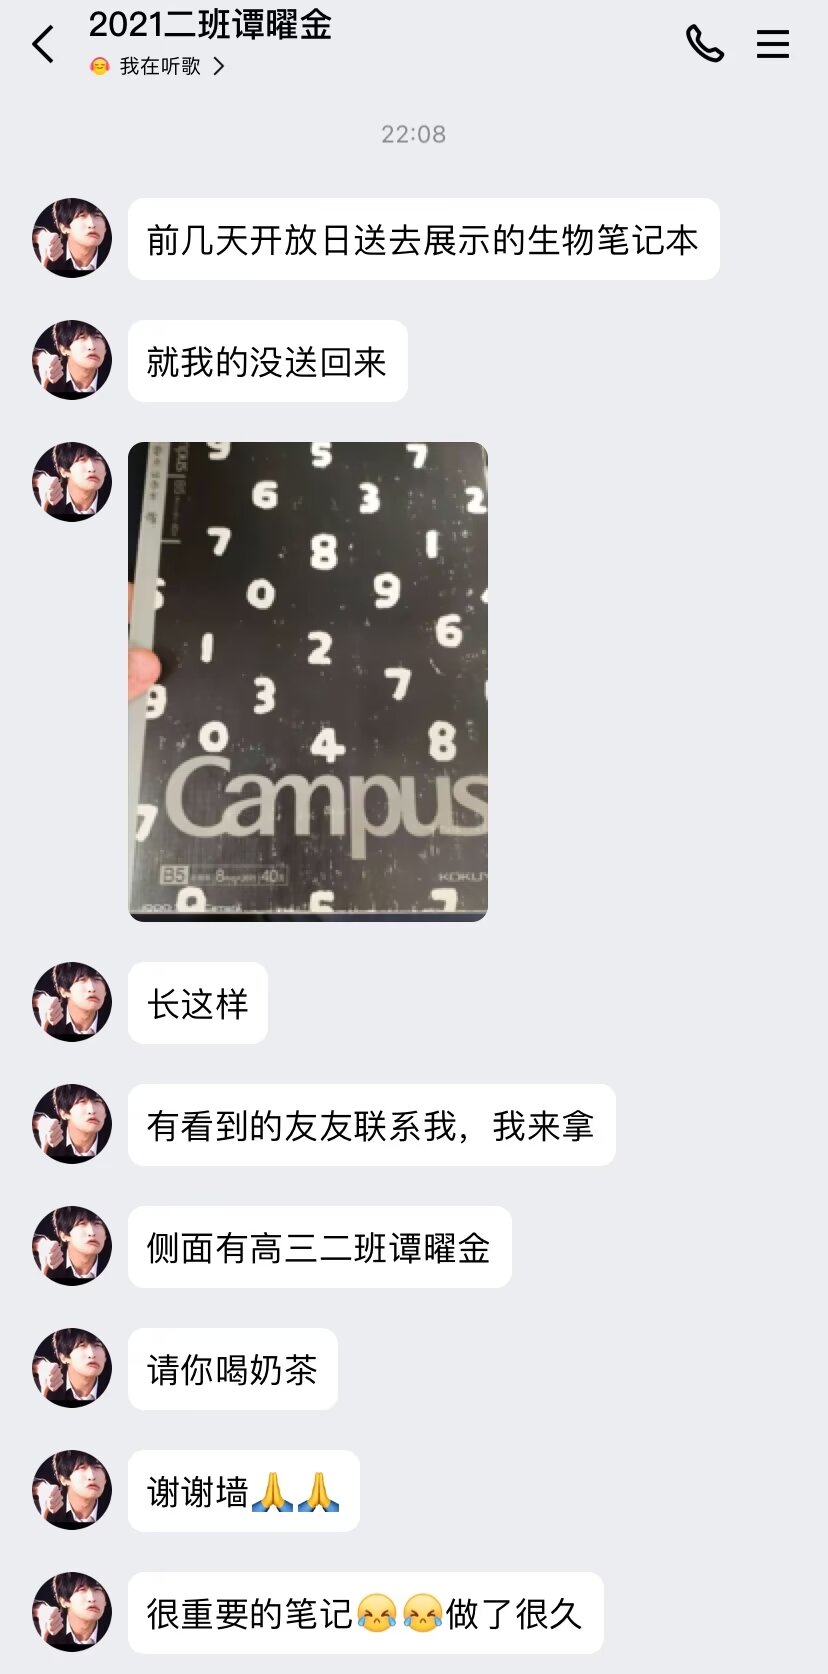 2021二班谭曜金
我在听歌
22:08
前几天开放日送去展示的生物笔记本
就我的没送回来
9 5 7
6 3 2
7 8 1
0 9
1 2 6
9 3 7
0 4 8
Campus
7
B5 8mm 40
KOKUY
长这样
有看到的友友联系我，我来拿
侧面有高三二班谭曜金
请你喝奶茶
谢谢墙🙏🙏
很重要的笔记😹😹做了很久